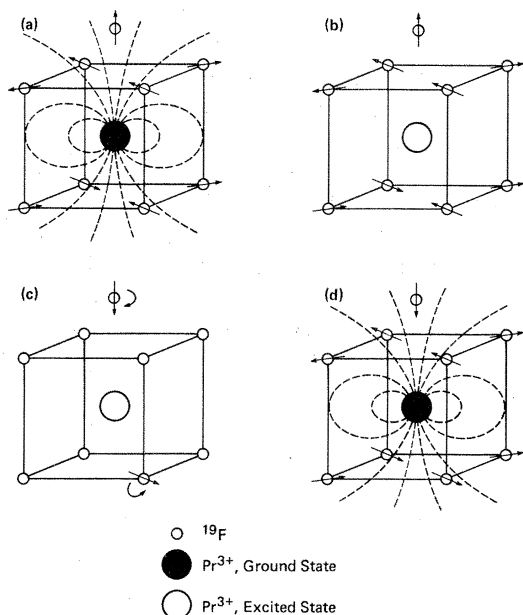 (a)
(b)
(c)
(d)
19F
Pr3+, Ground State
Pr3+, Excited State